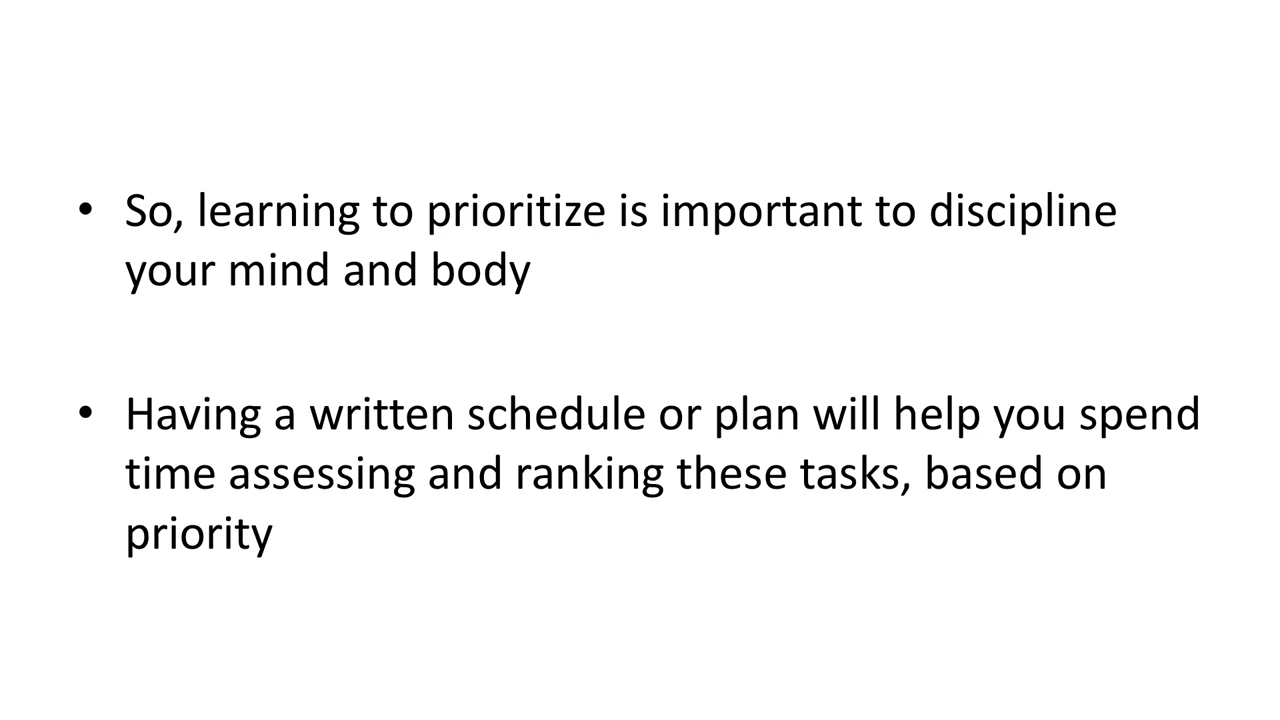 • So, learning to prioritize is important to discipline
your mind and body
• Having a written schedule or plan will help you spend
time assessing and ranking these tasks, based on
priority